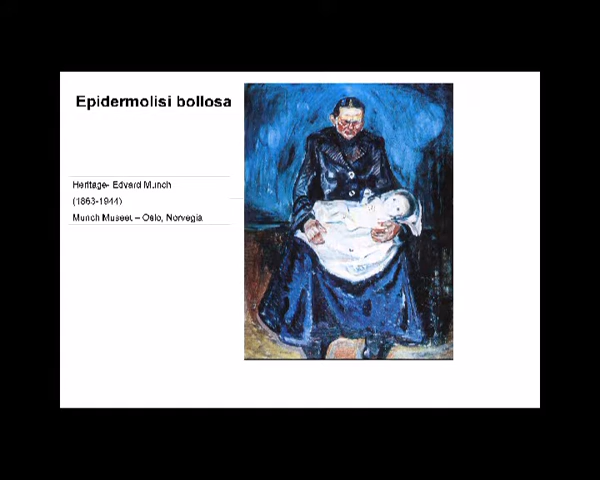 Epidermolisi bollosa
Heritage- Edvard Munch
(1863-1944)
Munch Museet – Oslo, Norvegia